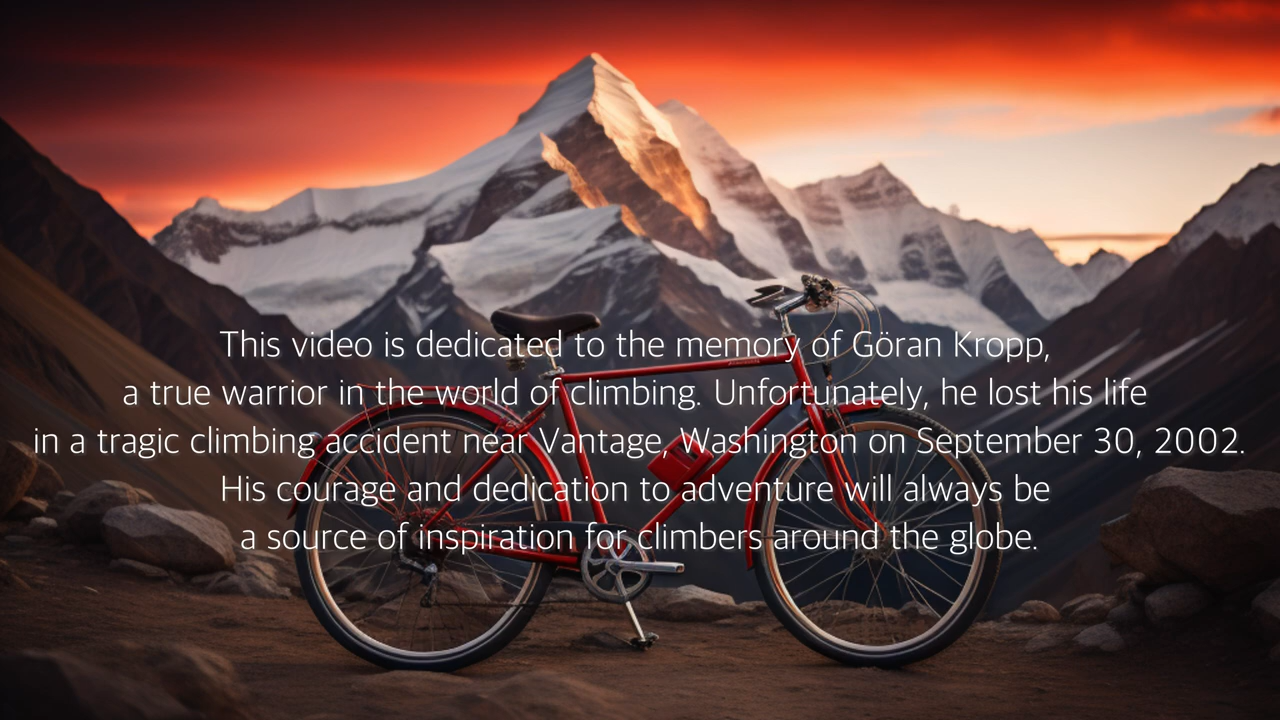 This video is dedicated to the memory of Göran Kropp,
a true warrior in the world of climbing. Unfortunately, he lost his life
in a tragic climbing accident near Vantage, Washington on September 30, 2002.
His courage and dedication to adventure will always be
a source of inspiration for climbers around the globe.